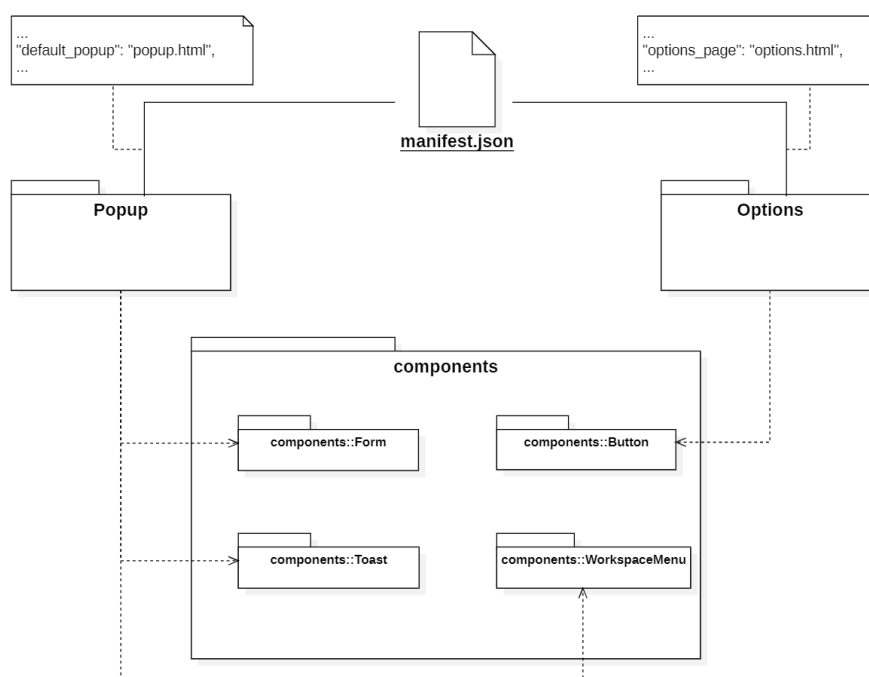 ...
"default_popup": "popup.html",
...
...
"options_page": "options.html",
...
manifest.json
Popup
Options
components
components::Form
components::Button
components::Toast
components::WorkspaceMenu